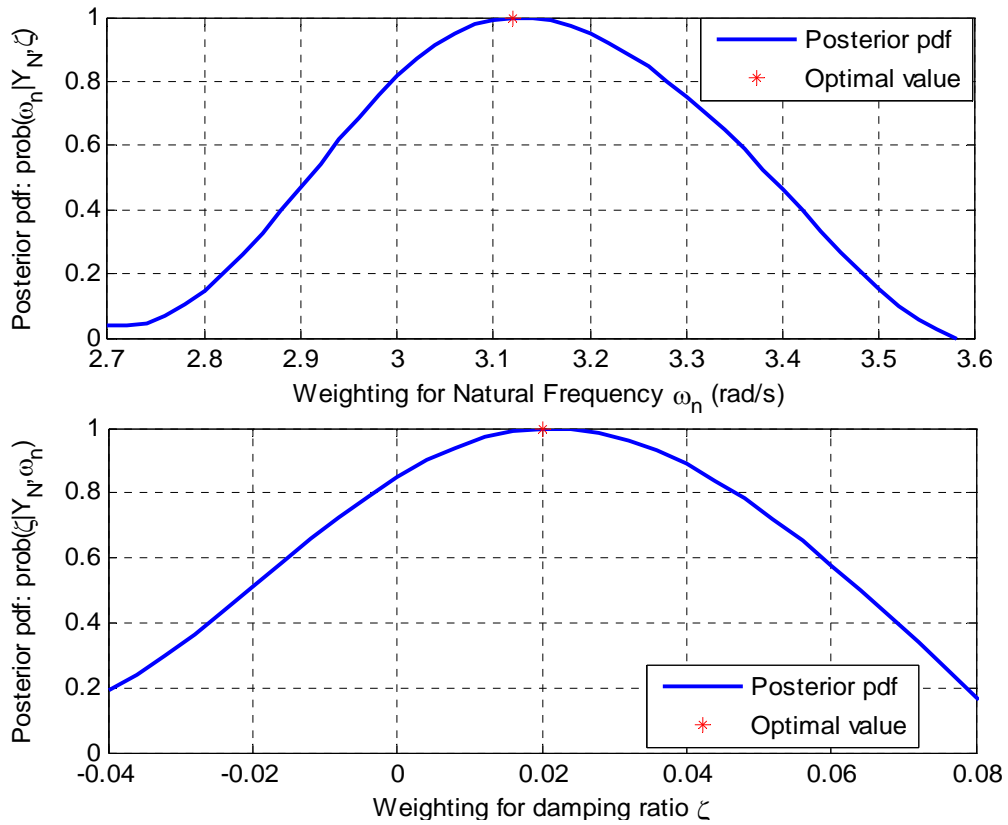 Posterior pdf: prob(ωn|YN,ζ)
1
0.8
0.6
0.4
0.2
0
2.7 2.8 2.9 3 3.1 3.2 3.3 3.4 3.5 3.6
Weighting for Natural Frequency ωn (rad/s)
Posterior pdf
Optimal value
Posterior pdf: prob(ζ|YN,ωn)
1
0.8
0.6
0.4
0.2
0
-0.04 -0.02 0 0.02 0.04 0.06 0.08
Weighting for damping ratio ζ
Posterior pdf
Optimal value